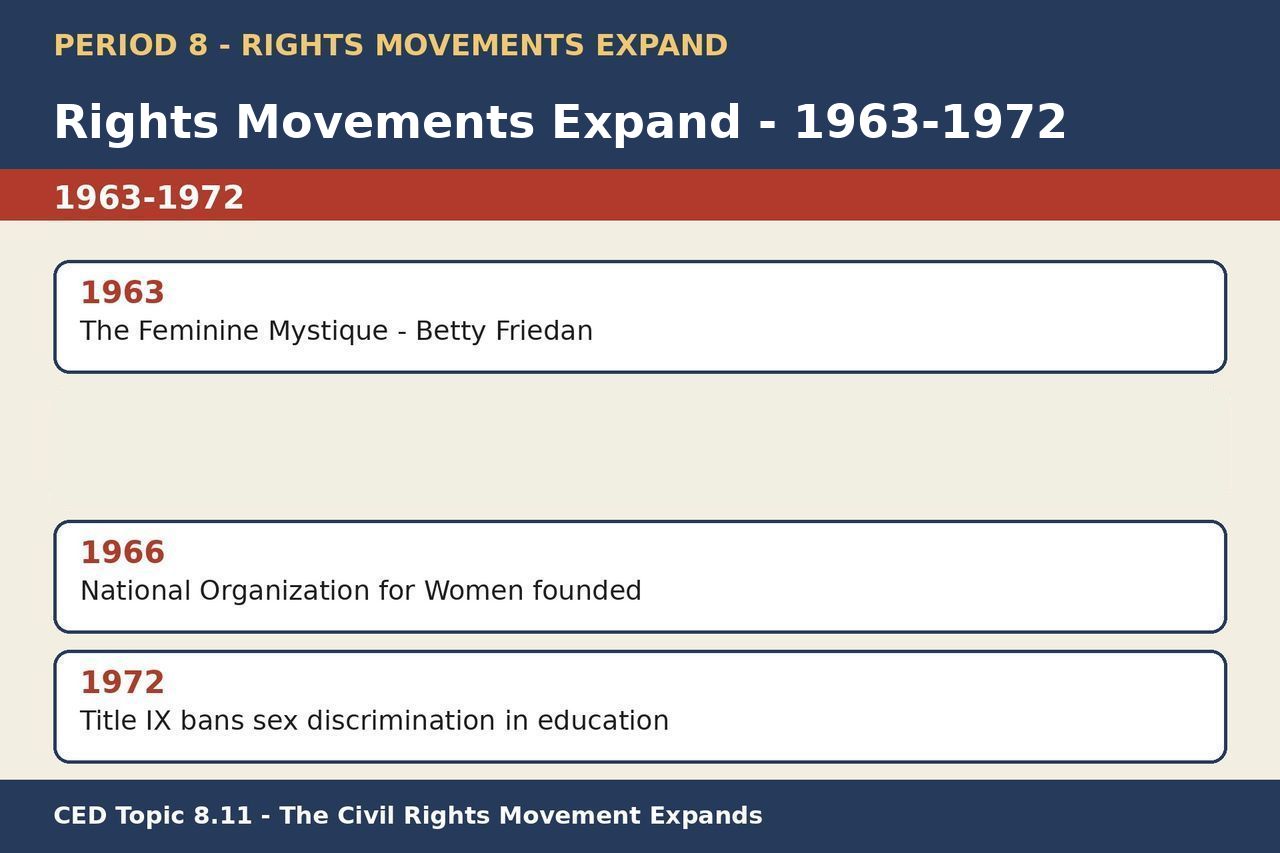 PERIOD 8 - RIGHTS MOVEMENTS EXPAND
Rights Movements Expand - 1963-1972
1963-1972
1963
The Feminine Mystique - Betty Friedan
1966
National Organization for Women founded
1972
Title IX bans sex discrimination in education
CED Topic 8.11 - The Civil Rights Movement Expands